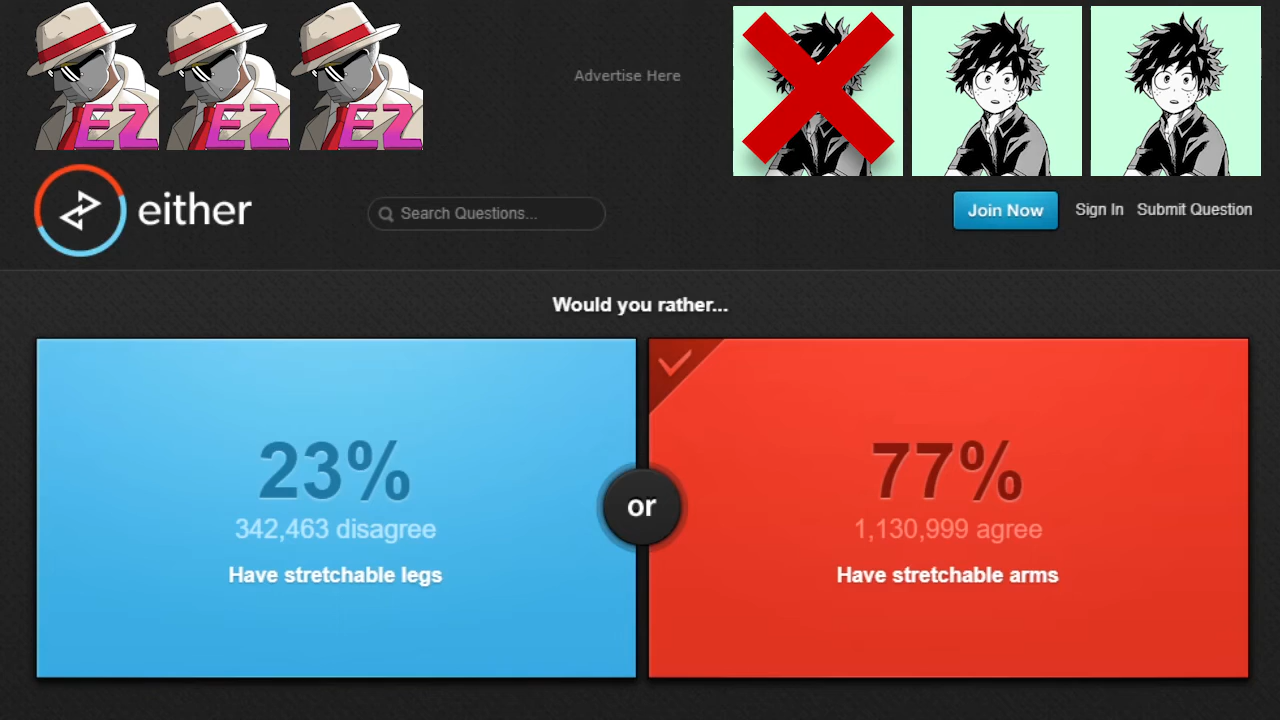 EZ EZ EZ
Advertise Here
either
Search Questions...
Join Now Sign In Submit Question
Would you rather...
23%
342,463 disagree
Have stretchable legs
or
77%
1,130,999 agree
Have stretchable arms